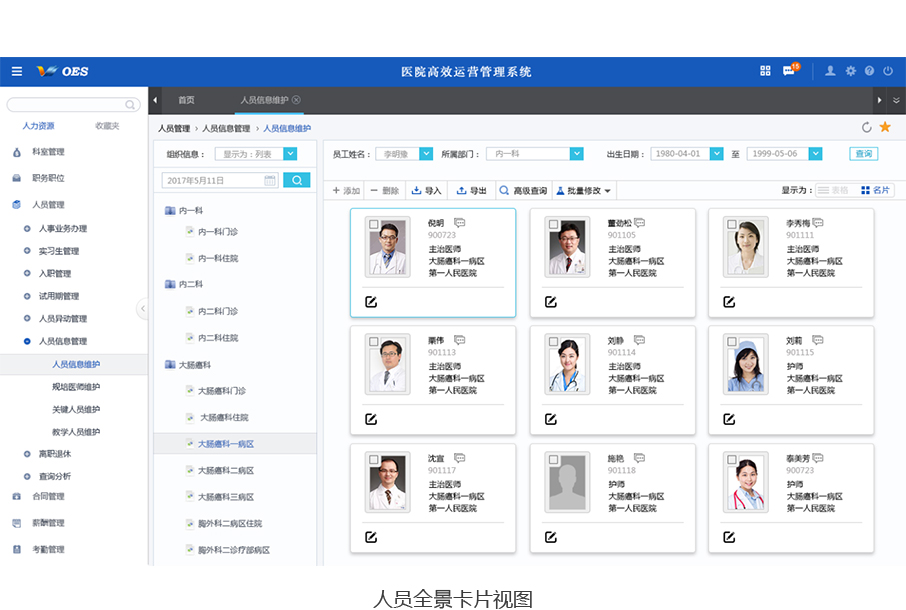 OES
医院高效运营管理系统
15
首页
人员信息维护
人力资源
收藏夹
科室管理
职务职位
人员管理
人事业务办理
实习生管理
入职管理
试用期管理
人员异动管理
人员信息管理
人员信息维护
规培医师维护
关键人员维护
教学人员维护
离职退休
查询分析
合同管理
薪酬管理
考勤管理
人员管理 › 人员信息管理 › 人员信息维护
组织信息： 显示为：列表
2017年5月11日
内一科
内一科门诊
内一科住院
内二科
内二科门诊
内二科住院
大肠癌科
大肠癌科门诊
大肠癌科住院
大肠癌科一病区
大肠癌科二病区
大肠癌科三病区
胸外科二病区住院
胸外科二诊疗部病区
员工姓名： 李明豫 所属部门： 内一科 出生日期： 1980-04-01 至 1999-05-06 查询
添加 删除 导入 导出 高级查询 批量修改 显示为： 表格 名片
倪明
900723
主治医师
大肠癌科一病区
第一人民医院
董劲松
901105
主治医师
大肠癌科一病区
第一人民医院
李秀梅
901111
主治医师
大肠癌科一病区
第一人民医院
栗伟
901113
主治医师
大肠癌科一病区
第一人民医院
刘静
901114
主治医师
大肠癌科一病区
第一人民医院
刘莉
901115
护师
大肠癌科一病区
第一人民医院
沈宣
901117
主治医师
大肠癌科一病区
第一人民医院
施艳
901118
护师
大肠癌科一病区
第一人民医院
泰美芳
900723
护师
大肠癌科一病区
第一人民医院
人员全景卡片视图